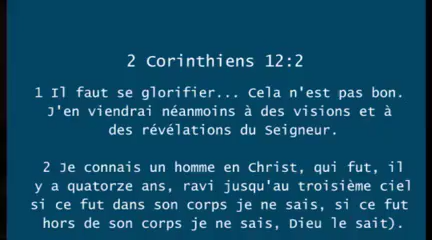 2 Corinthiens 12:2
1 Il faut se glorifier... Cela n'est pas bon.
J'en viendrai néanmoins à des visions et à
des révélations du Seigneur.
2 Je connais un homme en Christ, qui fut, il
y a quatorze ans, ravi jusqu'au troisième ciel
si ce fut dans son corps je ne sais, si ce fut
hors de son corps je ne sais, Dieu le sait).